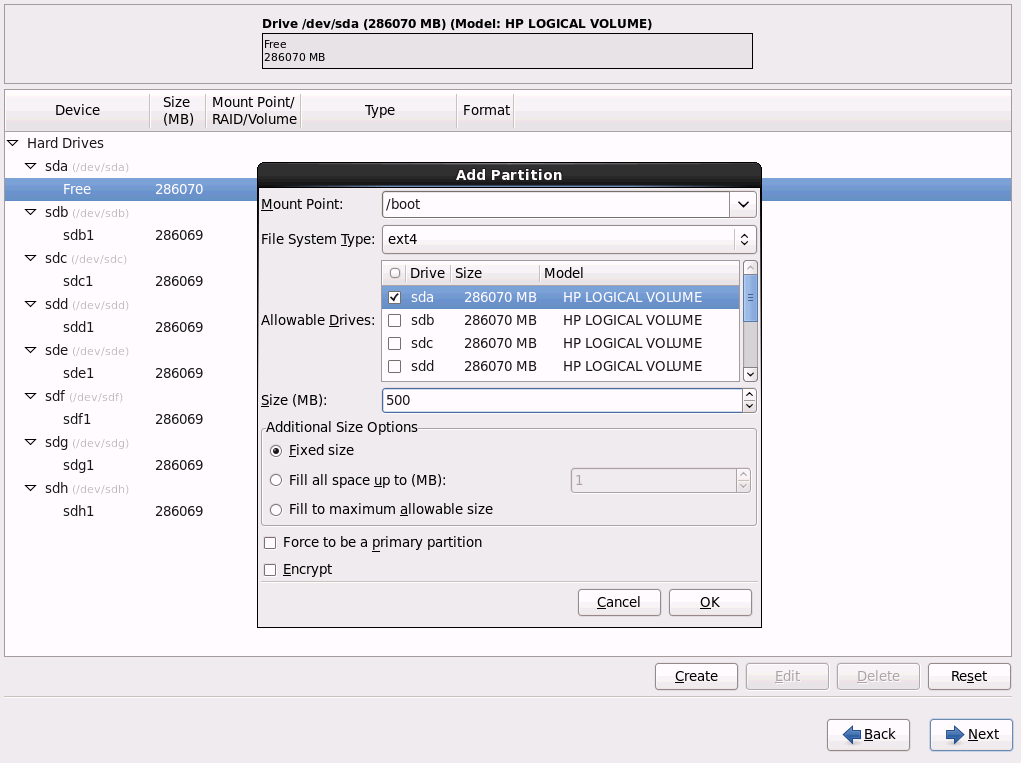 Drive /dev/sda (286070 MB) (Model: HP LOGICAL VOLUME)
Free
286070 MB
Device Size (MB) Mount Point/ RAID/Volume Type Format
Hard Drives
sda (/dev/sda)
Free 286070
sdb (/dev/sdb)
sdb1 286069
sdc (/dev/sdc)
sdc1 286069
sdd (/dev/sdd)
sdd1 286069
sde (/dev/sde)
sde1 286069
sdf (/dev/sdf)
sdf1 286069
sdg (/dev/sdg)
sdg1 286069
sdh (/dev/sdh)
sdh1 286069
Add Partition
Mount Point: /boot
File System Type: ext4
Allowable Drives:
Drive Size Model
sda 286070 MB HP LOGICAL VOLUME
sdb 286070 MB HP LOGICAL VOLUME
sdc 286070 MB HP LOGICAL VOLUME
sdd 286070 MB HP LOGICAL VOLUME
Size (MB): 500
Additional Size Options
Fixed size
Fill all space up to (MB): 1
Fill to maximum allowable size
Force to be a primary partition
Encrypt
Cancel OK
Create Edit Delete Reset
Back Next